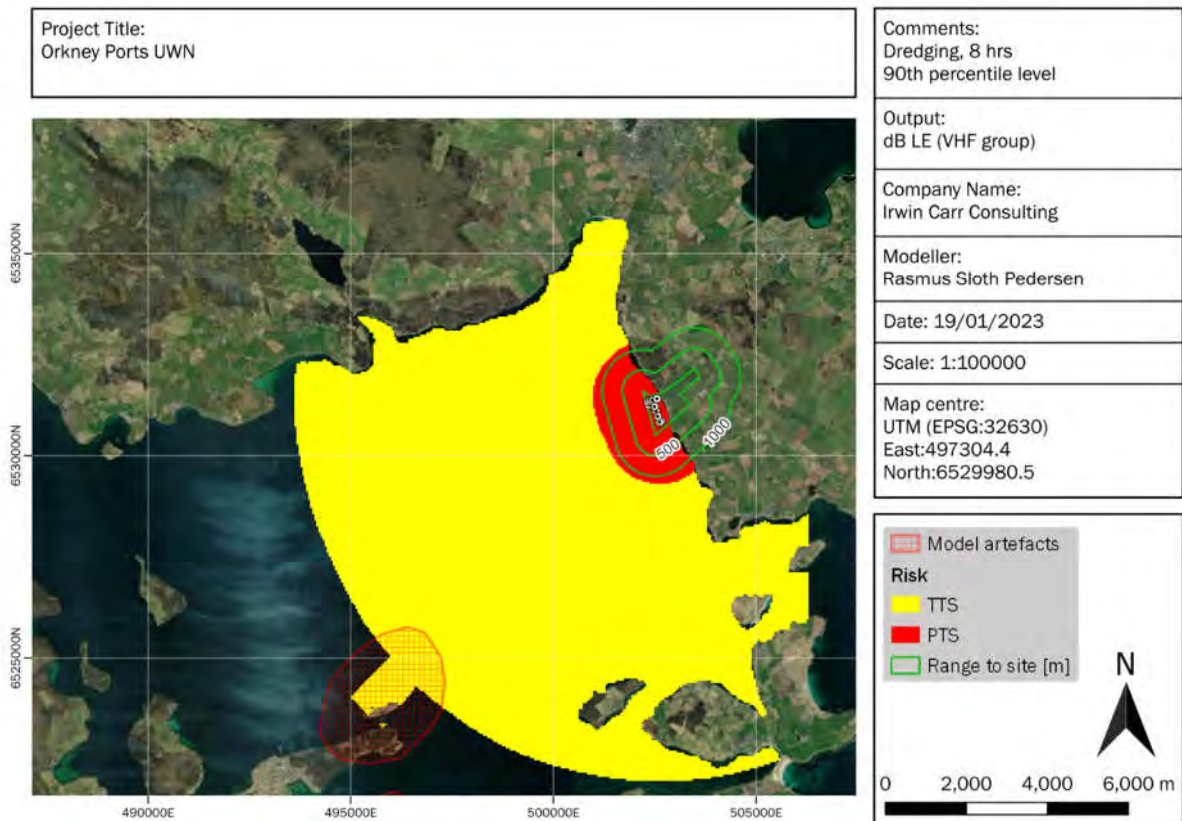 Project Title:
Orkney Ports UWN
Comments:
Dredging, 8 hrs
90th percentile level
Output:
dB LE (VHF group)
Company Name:
Irwin Carr Consulting
Modeller:
Rasmus Sloth Pedersen
Date: 19/01/2023
Scale: 1:100000
Map centre:
UTM (EPSG:32630)
East:497304.4
North:6529980.5
6535000N
6530000N
6525000N
500
1000
490000E
495000E
500000E
505000E
Model artefacts
Risk
TTS
PTS
Range to site [m]
N
0 2,000 4,000 6,000 m